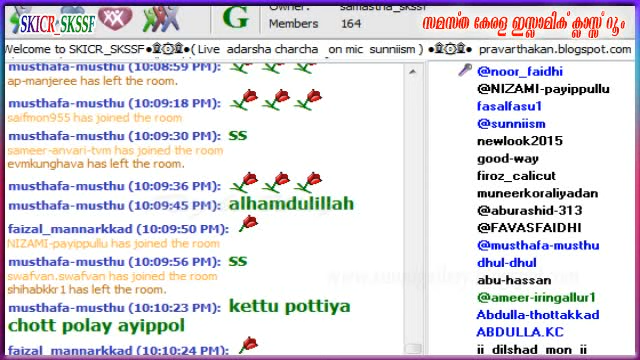 SKICR_SKSSF
G
Owner: samastha_skssf
Members 164
സമസ്ത കേരള ഇസ്ലാമിക് ക്ലാസ്സ് റൂം
Welcome to SKICR_SKSSF●۩۞۩●( Live adarsha charcha on mic sunniism ) ●۩۞۩● pravarthakan.blogspot.com
musthafa-musthu (10:08:59 PM):
ap-manjeree has left the room.
musthafa-musthu (10:09:18 PM):
saifmon955 has joined the room
musthafa-musthu (10:09:30 PM): ss
sameer-anvari-tvm has joined the room
evmkunghava has left the room.
musthafa-musthu (10:09:36 PM):
musthafa-musthu (10:09:45 PM): alhamdulillah
faizal_mannarkkad (10:09:50 PM):
NIZAMI-payippullu has joined the room
musthafa-musthu (10:09:56 PM): ss
swafvan.swafvan has joined the room
shihabkkr1 has left the room.
musthafa-musthu (10:10:23 PM): kettu pottiya
chott polay ayippol
faizal_mannarkkad (10:10:24 PM):
@noor_faidhi
@NIZAMI-payippullu
fasalfasu1
@sunniism
newlook2015
good-way
firoz_calicut
muneerkoraliyadan
@aburashid-313
@FAVASFAIDHI
@musthafa-musthu
dhul-dhul
abu-hassan
@ameer-iringallur1
Abdulla-thottakkad
ABDULLA.KC
ii_dilshad_mon_ii